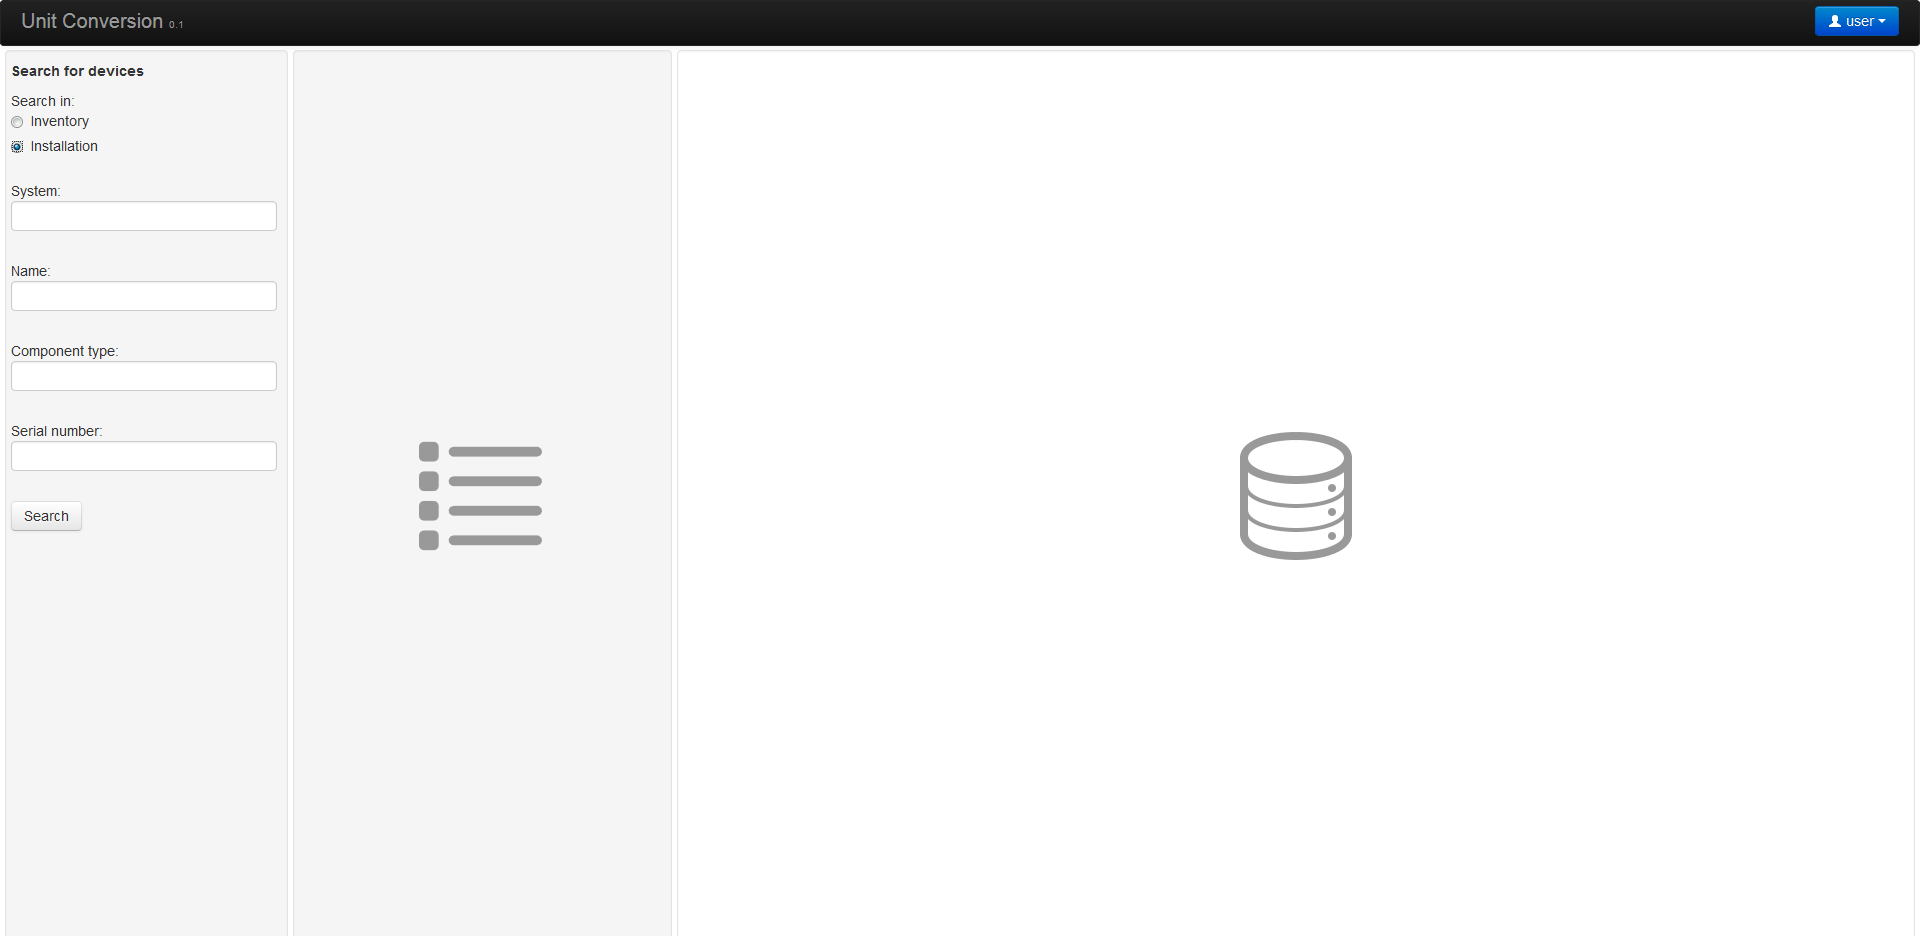 Unit Conversion 0.1
user
Search for devices
Search in:
Inventory
Installation
System:
Name:
Component type:
Serial number:
Search